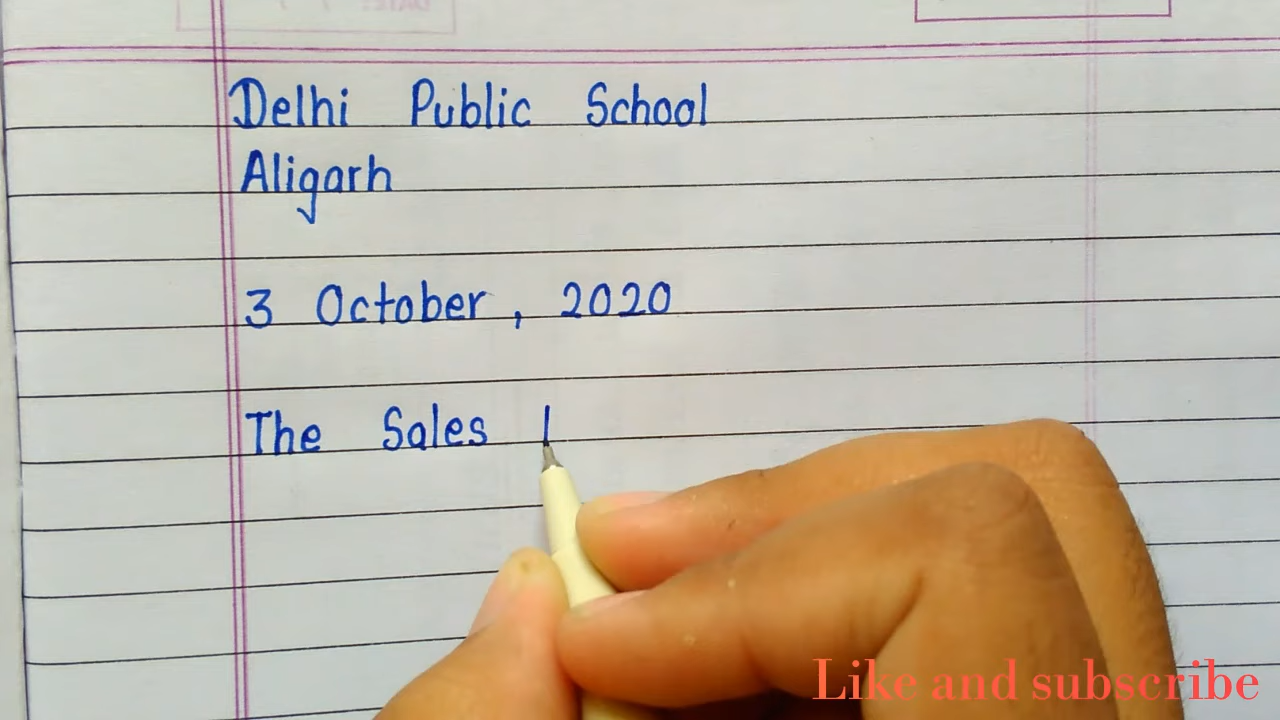 Delhi Public School
Aligarh
3 October, 2020
The Sales
Like and subscribe